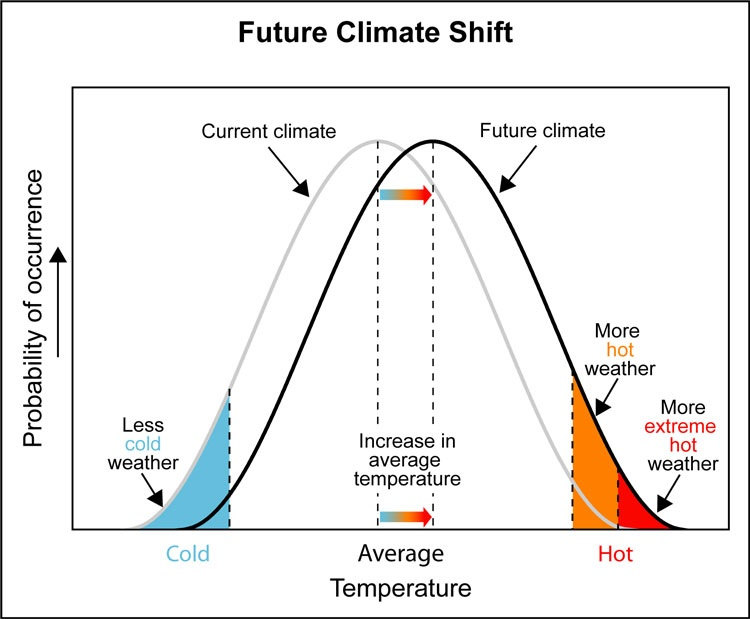 Future Climate Shift
Current climate
Future climate
Probability of occurrence
More
hot
weather
More
extreme
hot
weather
Less
cold
weather
Increase in
average
temperature
Cold
Average
Hot
Temperature